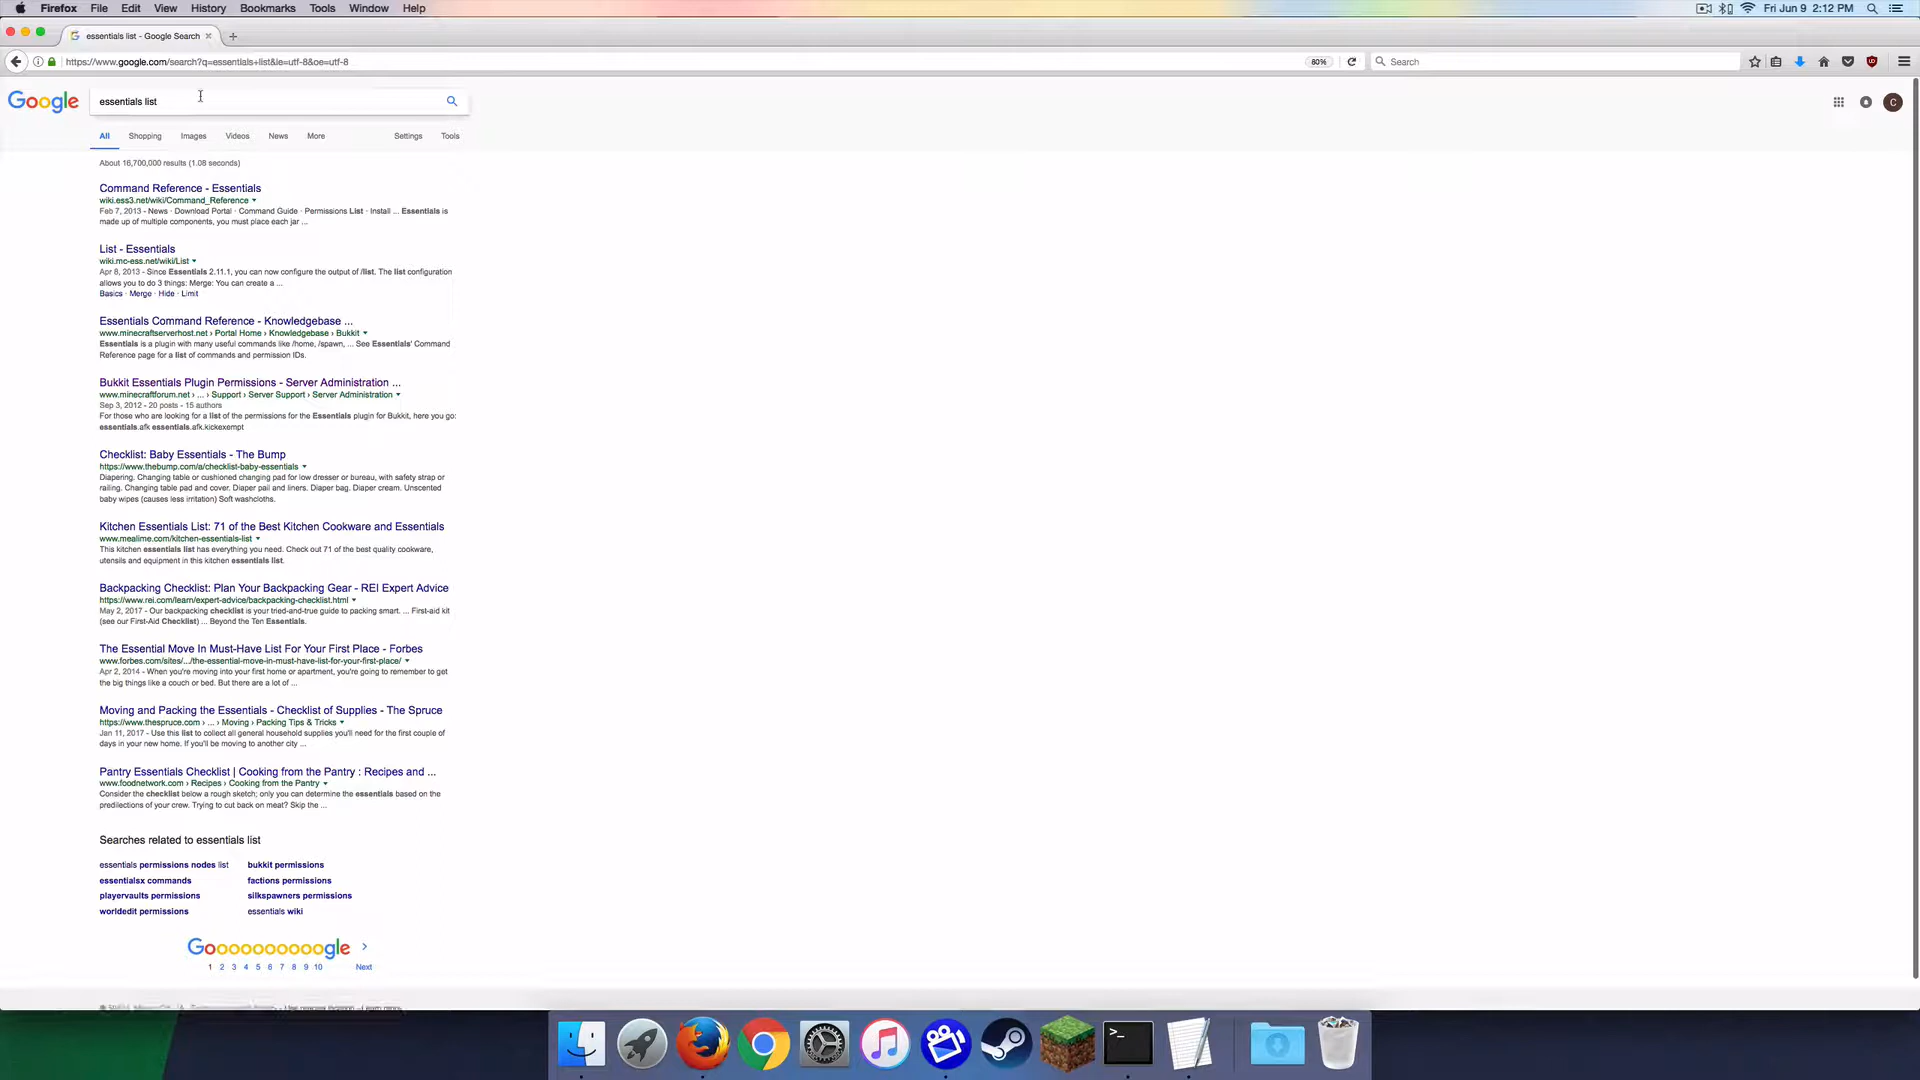 Firefox File Edit View History Bookmarks Tools Window Help Fri Jun 9 2:12 PM
essentials list - Google Search
https://www.google.com/search?q=essentials+list&ie=utf-8&oe=utf-8 80% Search
Google essentials list C
All Shopping Images Videos News More Settings Tools
About 16,700,000 results (1.08 seconds)
Command Reference - Essentials
wiki.ess3.net/wiki/Command_Reference
Feb 7, 2013 - News · Download Portal · Command Guide · Permissions List · Install ... Essentials is
made up of multiple components, you must place each jar ...
List - Essentials
wiki.mc-ess.net/wiki/List
Apr 8, 2013 - Since Essentials 2.11.1, you can now configure the output of /list. The list configuration
allows you to do 3 things: Merge: You can create a ...
Basics · Merge · Hide · Limit
Essentials Command Reference - Knowledgebase ...
www.minecraftserverhost.net › Portal Home › Knowledgebase › Bukkit
Essentials is a plugin with many useful commands like /home, /spawn, ... See Essentials' Command
Reference page for a list of commands and permission IDs.
Bukkit Essentials Plugin Permissions - Server Administration ...
www.minecraftforum.net › ... › Support › Server Support › Server Administration
Sep 3, 2012 - 20 posts - 15 authors
For those who are looking for a list of the permissions for the Essentials plugin for Bukkit, here you go:
essentials.afk essentials.afk.kickexempt
Checklist: Baby Essentials - The Bump
https://www.thebump.com/a/checklist-baby-essentials
Diapering. Changing table or cushioned changing pad for low dresser or bureau, with safety strap or
railing. Changing table pad and cover. Diaper pail and liners. Diaper bag. Diaper cream. Unscented
baby wipes (causes less irritation) Soft washcloths.
Kitchen Essentials List: 71 of the Best Kitchen Cookware and Essentials
www.mealime.com/kitchen-essentials-list
This kitchen essentials list has everything you need. Check out 71 of the best quality cookware,
utensils and equipment in this kitchen essentials list.
Backpacking Checklist: Plan Your Backpacking Gear - REI Expert Advice
https://www.rei.com/learn/expert-advice/backpacking-checklist.html
May 2, 2017 - Our backpacking checklist is your tried-and-true guide to packing smart. ... First-aid kit
(see our First-Aid Checklist) ... Beyond the Ten Essentials.
The Essential Move In Must-Have List For Your First Place - Forbes
www.forbes.com/sites/.../the-essential-move-in-must-have-list-for-your-first-place/
Apr 2, 2014 - When you're moving into your first home or apartment, you're going to remember to get
the big things like a couch or bed. But there are a lot of ...
Moving and Packing the Essentials - Checklist of Supplies - The Spruce
https://www.thespruce.com › ... › Moving › Packing Tips & Tricks
Jan 11, 2017 - Use this list to collect all general household supplies you'll need for the first couple of
days in your new home. If you'll be moving to another city ...
Pantry Essentials Checklist | Cooking from the Pantry : Recipes and ...
www.foodnetwork.com › Recipes › Cooking from the Pantry
Consider the checklist below a rough sketch; only you can determine the essentials based on the
predilections of your crew. Trying to cut back on meat? Skip the ...
Searches related to essentials list
essentials permissions nodes list bukkit permissions
essentialsx commands factions permissions
playervaults permissions silkspawners permissions
worldedit permissions essentials wiki
Goooooooooogle
1 2 3 4 5 6 7 8 9 10 Next